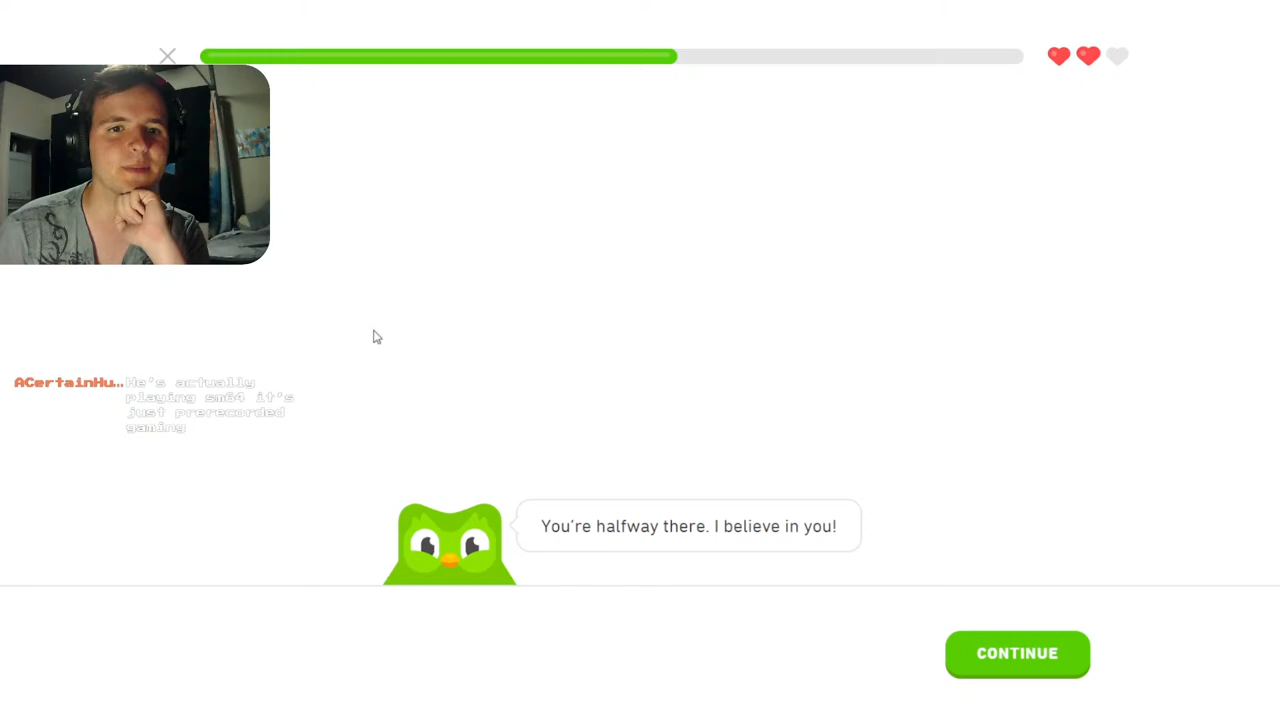 ACertainHu… He's actually
playing sm64 it's
just prerecorded
gaming
You're halfway there. I believe in you!
CONTINUE